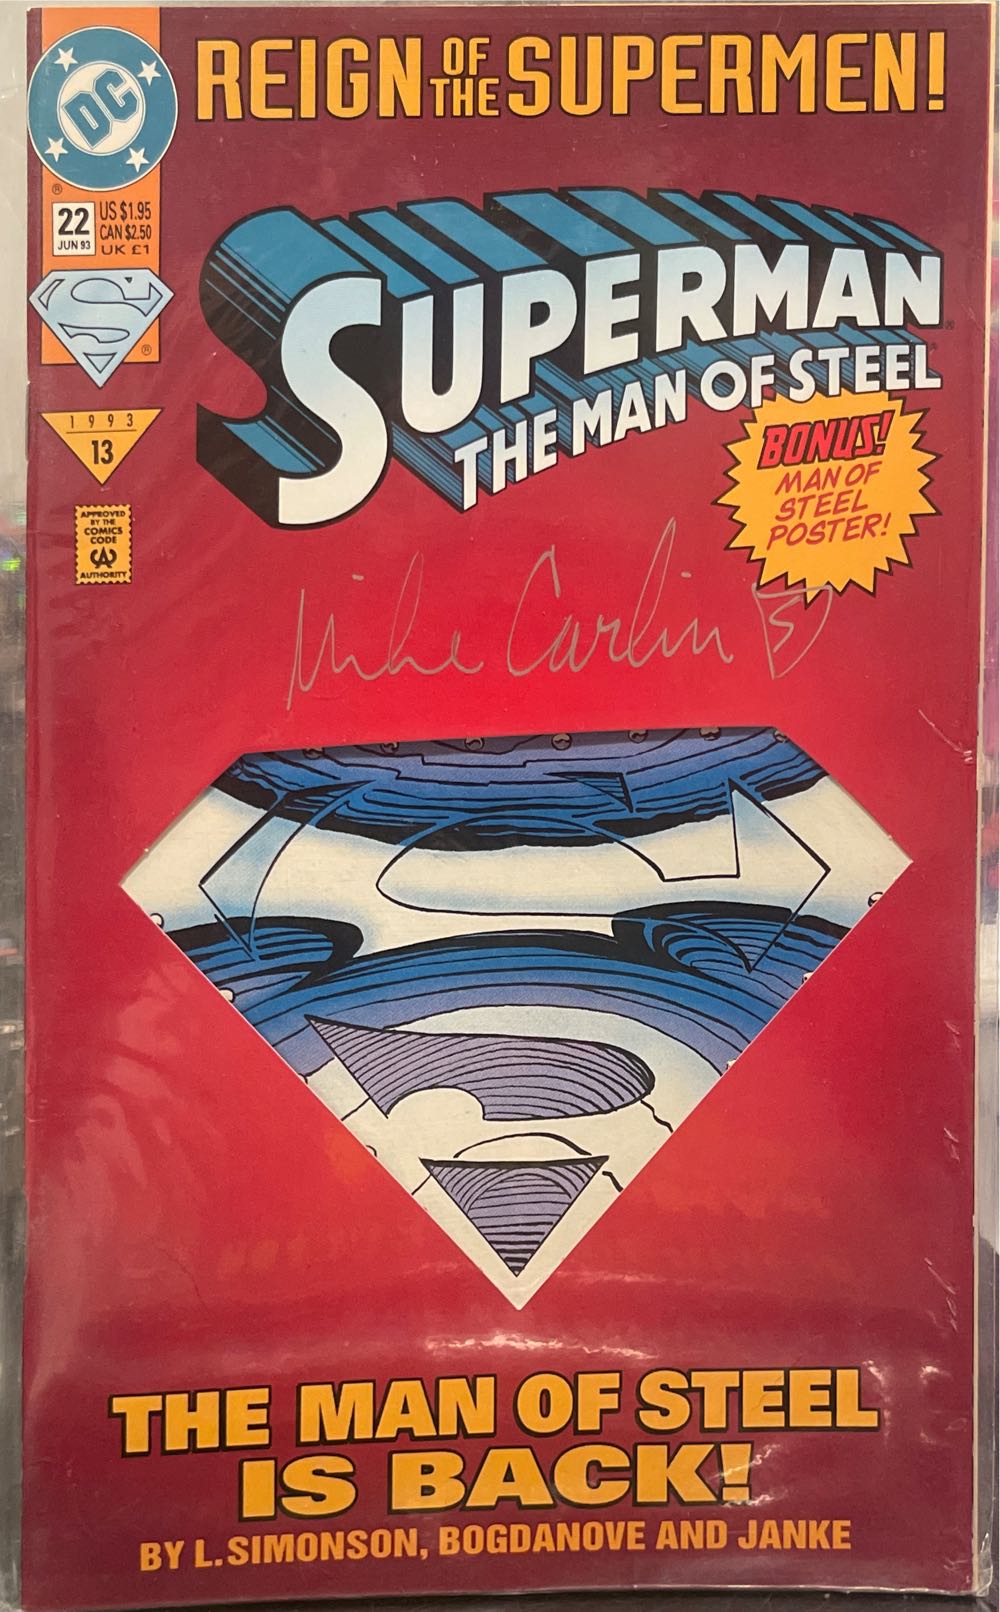 REIGN OF THE SUPERMEN!
DC
®
22
JUN 93
US $1.95
CAN $2.50
UK £1
S
®
SUPERMAN®
THE MAN OF STEEL
1993
13
BONUS!
MAN OF
STEEL
POSTER!
APPROVED
BY THE
COMICS
CODE
CA
AUTHORITY
Mike Carlin S
THE MAN OF STEEL
IS BACK!
BY L. SIMONSON, BOGDANOVE AND JANKE